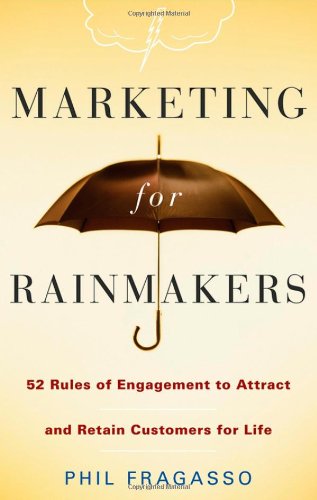 MARKETING
for
RAINMAKERS
52 Rules of Engagement to Attract
and Retain Customers for Life
PHIL FRAGASSO